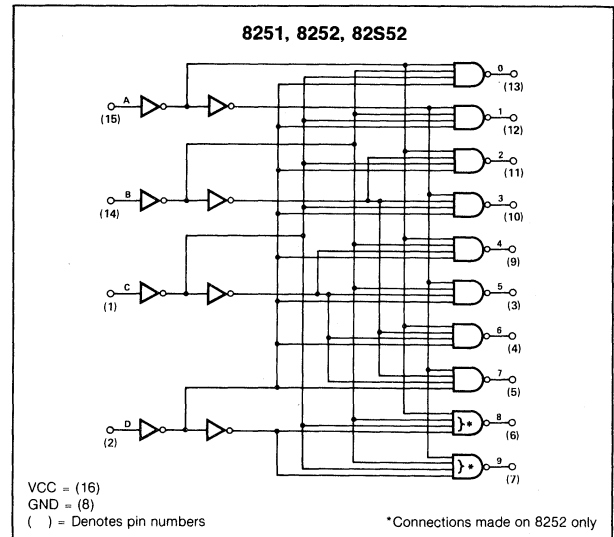 8251, 8252, 82S52
0
(13)
A
(15)
1
(12)
2
(11)
B
(14)
3
(10)
4
(9)
C
(1)
5
(3)
6
(4)
7
(5)
D
(2)
}*
8
(6)
}*
9
(7)
VCC = (16)
GND = (8)
( ) = Denotes pin numbers
*Connections made on 8252 only